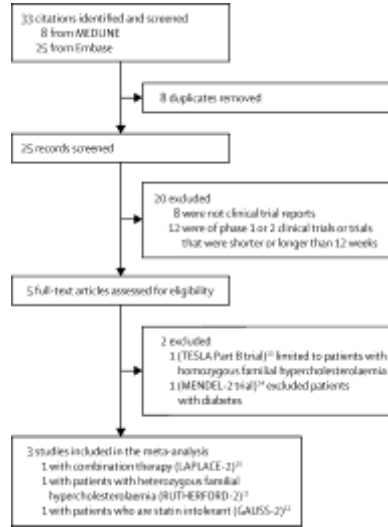 33 citations identified and screened
8 from MEDLINE
25 from Embase
8 duplicates removed
25 records screened
20 excluded
8 were not clinical trial reports
12 were of phase 1 or 2 clinical trials or trials
that were shorter or longer than 12 weeks
5 full-text articles assessed for eligibility
2 excluded
1 (TESLA Part B trial) limited to patients with
homozygous familial hypercholesterolaemia
1 (MENDEL-2 trial) excluded patients
with diabetes
3 studies included in the meta-analysis
1 with combination therapy (LAPLACE-2)
1 with patients with heterozygous familial
hypercholesterolaemia (RUTHERFORD-2)
1 with patients who are statin intolerant (GAUSS-2)